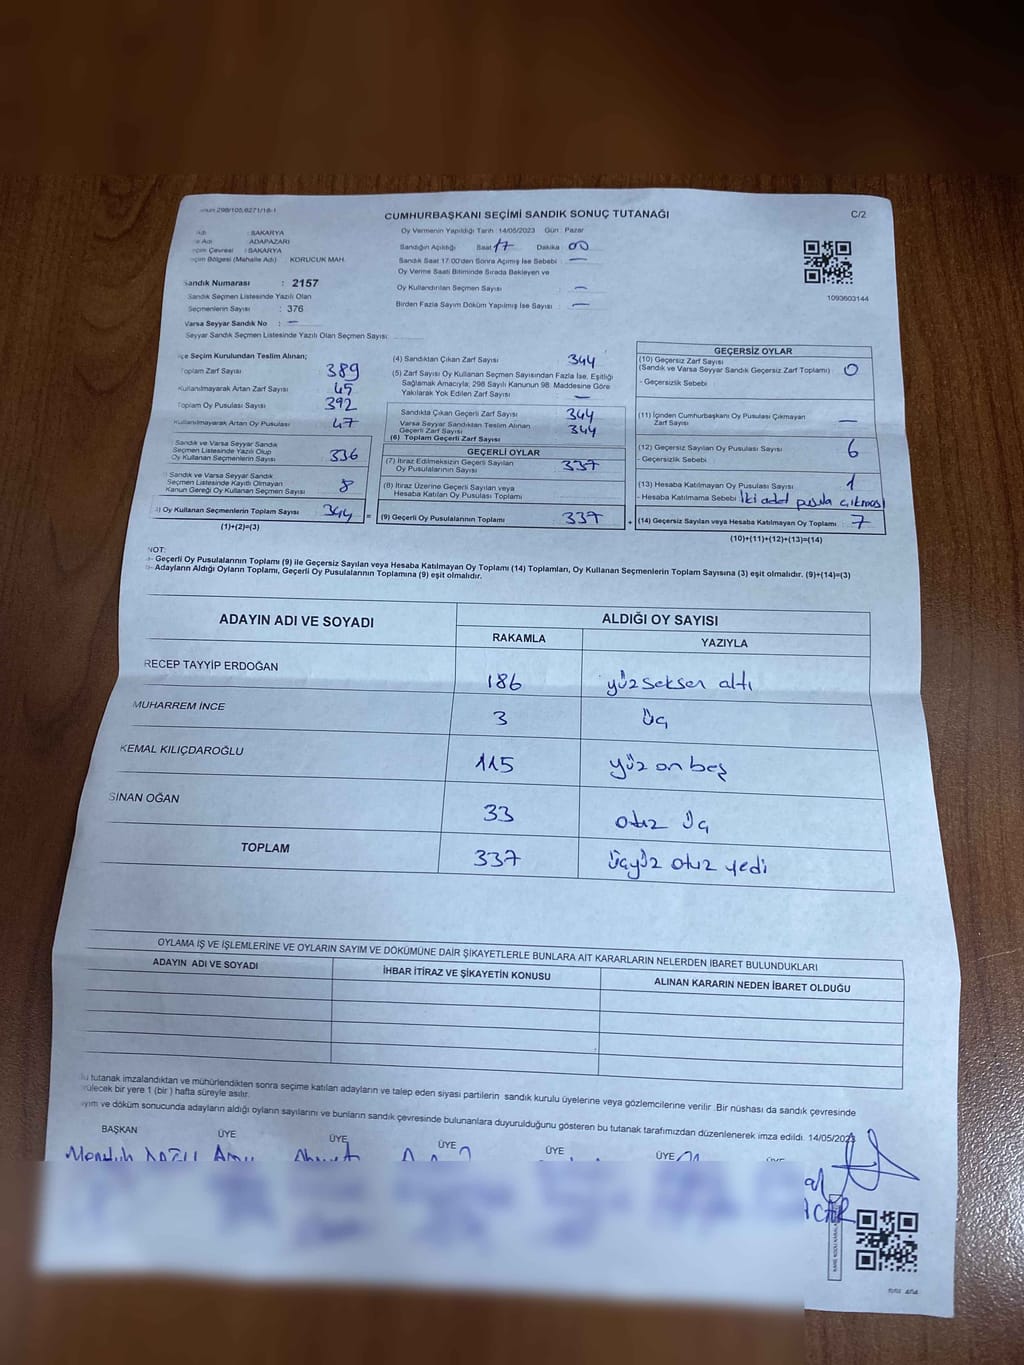 298/105,6271/18-1
CUMHURBAŞKANI SEÇİMİ SANDIK SONUÇ TUTANAĞI
C/2
Adı : SAKARYA
Adı : ADAPAZARI
Çevresi : SAKARYA
Bölgesi (Mahalle Adı) : KORUCUK MAH.
Sandık Numarası : 2157
Sandık Seçmen Listesinde Yazılı Olan
Seçmenlerin Sayısı : 376
Varsa Seyyar Sandık No : —
Seyyar Sandık Seçmen Listesinde Yazılı Olan Seçmen Sayısı:
Oy Vermenin Yapıldığı Tarih : 14/05/2023 Gün : Pazar
Sandığın Açıldığı Saat 17 Dakika 00
Sandık Saat 17.00'den Sonra Açımış İse Sebebi : —
Oy Verme Saati Bitiminde Sırada Bekleyen ve
Oy Kullandırılan Seçmen Sayısı : —
Birden Fazla Sayım Döküm Yapılmış İse Sayısı : —
1093603144
Seçim Kurulundan Teslim Alınan;
Toplam Zarf Sayısı 389
Kullanılmayarak Artan Zarf Sayısı 45
Toplam Oy Pusulası Sayısı 392
Kullanılmayarak Artan Oy Pusulası 47
Sandık ve Varsa Seyyar Sandık
Seçmen Listesinde Yazılı Olup
Oy Kullanan Seçmenlerin Sayısı 336
Sandık ve Varsa Seyyar Sandık
Seçmen Listesinde Kayıtlı Olmayan
Kanun Gereği Oy Kullanan Seçmen Sayısı 8
Oy Kullanan Seçmenlerin Toplam Sayısı 344 =
(1)+(2)=(3)
(4) Sandıktan Çıkan Zarf Sayısı 344
(5) Zarf Sayısı Oy Kullanan Seçmen Sayısından Fazla İse, Eşitliği
Sağlamak Amacıyla; 298 Sayılı Kanunun 98. Maddesine Göre
Yakılarak Yok Edilen Zarf Sayısı —
Sandıkta Çıkan Geçerli Zarf Sayısı 344
Varsa Seyyar Sandıktan Teslim Alınan
Geçerli Zarf Sayısı 344
(6) Toplam Geçerli Zarf Sayısı
GEÇERLİ OYLAR
(7) İtiraz Edilmeksizin Geçerli Sayılan
Oy Pusulalarının Sayısı 337
(8) İtiraz Üzerine Geçerli Sayılan veya
Hesaba Katılan Oy Pusulası Toplamı
(9) Geçerli Oy Pusulalarının Toplamı 337 +
GEÇERSİZ OYLAR
(10) Geçersiz Zarf Sayısı
(Sandık ve Varsa Seyyar Sandık Geçersiz Zarf Toplamı) 0
- Geçersizlik Sebebi :
(11) İçinden Cumhurbaşkanı Oy Pusulası Çıkmayan
Zarf Sayısı —
(12) Geçersiz Sayılan Oy Pusulası Sayısı 6
- Geçersizlik Sebebi :
(13) Hesaba Katılmayan Oy Pusulası Sayısı 1
- Hesaba Katılmama Sebebi : İki adet pusula çıkması
(14) Geçersiz Sayılan veya Hesaba Katılmayan Oy Toplamı : 7
(10)+(11)+(12)+(13)=(14)
NOT:
- Geçerli Oy Pusulalarının Toplamı (9) ile Geçersiz Sayılan veya Hesaba Katılmayan Oy Toplamı (14) Toplamları, Oy Kullanan Seçmenlerin Toplam Sayısına (3) eşit olmalıdır. (9)+(14)=(3)
- Adayların Aldığı Oyların Toplamı, Geçerli Oy Pusulalarının Toplamına (9) eşit olmalıdır.
ADAYIN ADI VE SOYADI
ALDIĞI OY SAYISI
RAKAMLA YAZIYLA
RECEP TAYYİP ERDOĞAN 186 yüz seksen altı
MUHARREM İNCE 3 üç
KEMAL KILIÇDAROĞLU 115 yüz on beş
SİNAN OĞAN 33 otuz üç
TOPLAM 337 üçyüz otuz yedi
OYLAMA İŞ VE İŞLEMLERİNE VE OYLARIN SAYIM VE DÖKÜMÜNE DAİR ŞİKAYETLERLE BUNLARA AİT KARARLARIN NELERDEN İBARET BULUNDUKLARI
ADAYIN ADI VE SOYADI İHBAR İTİRAZ VE ŞİKAYETİN KONUSU ALINAN KARARIN NEDEN İBARET OLDUĞU
tutanak imzalandıktan ve mühürlendikten sonra seçime katılan adayların ve talep eden siyasi partilerin sandık kurulu üyelerine veya gözlemcilerine verilir. Bir nüshası da sandık çevresinde
bir yere 1 (bir) hafta süreyle asılır.
ve döküm sonucunda adayların aldığı oyların sayılarını ve bunların sandık çevresinde bulunanlara duyurulduğunu gösteren bu tutanak tarafımızdan düzenlenerek imza edildi. 14/05/2023
BAŞKAN ÜYE ÜYE ÜYE ÜYE ÜYE
Ahmet